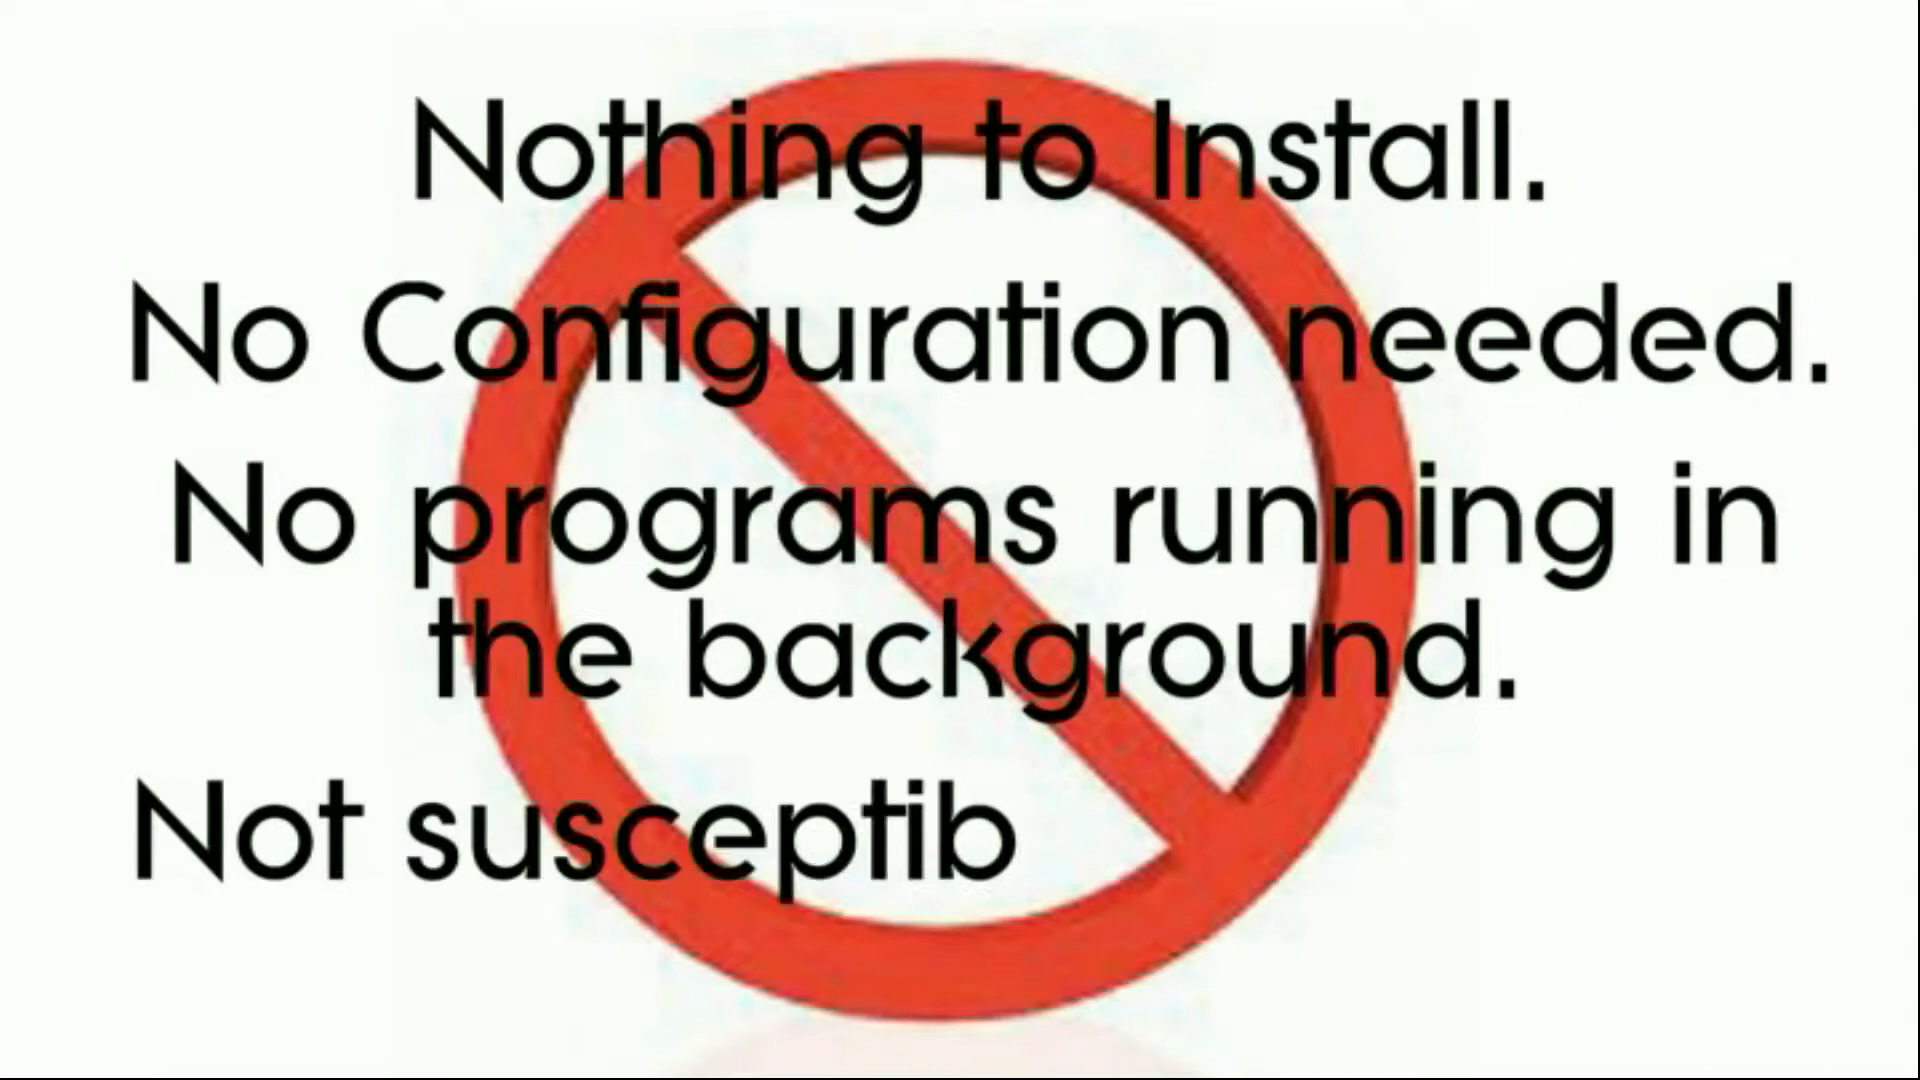 Nothing to Install.
No Configuration needed.
No programs running in
the background.
Not susceptib